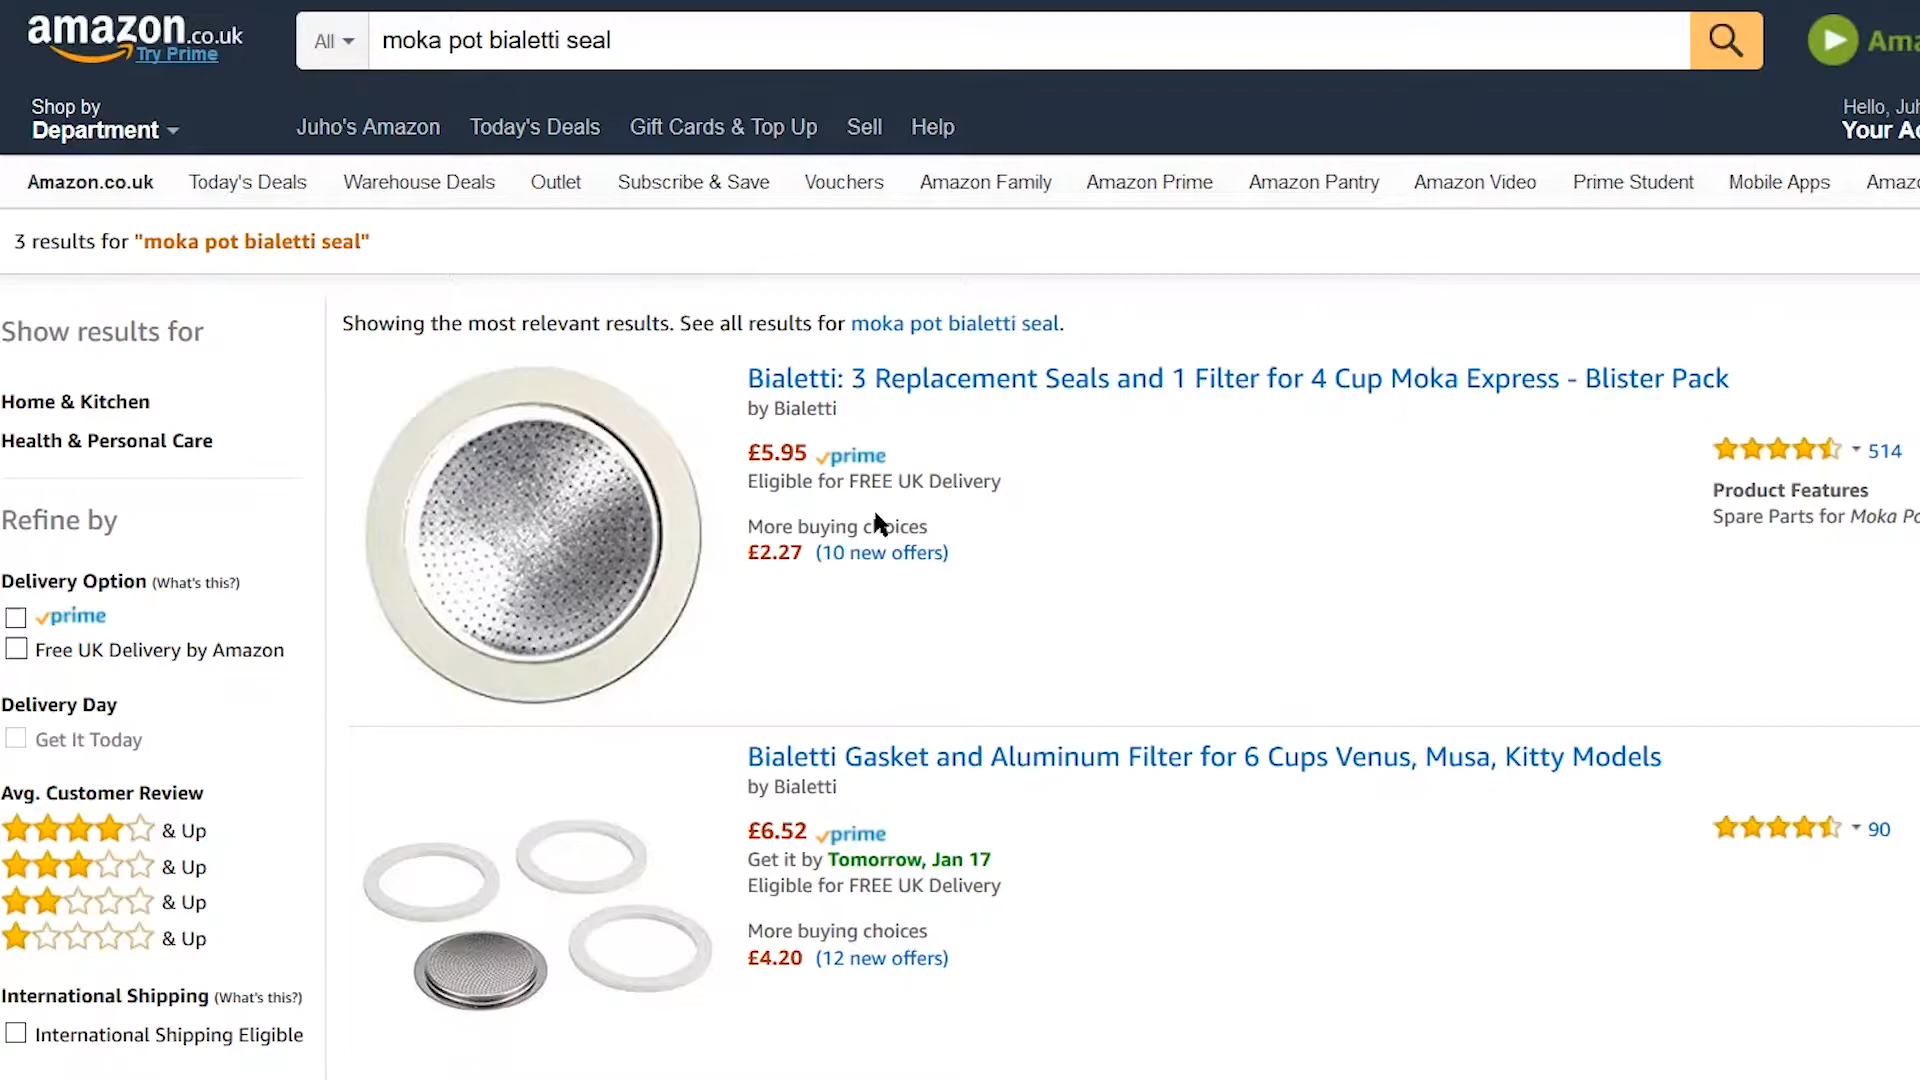 amazon.co.uk
Try Prime
All
moka pot bialetti seal
Shop by
Department
Juho's Amazon
Today's Deals
Gift Cards & Top Up
Sell
Help
Your
Amazon.co.uk
Today's Deals
Warehouse Deals
Outlet
Subscribe & Save
Vouchers
Amazon Family
Amazon Prime
Amazon Pantry
Amazon Video
Prime Student
Mobile Apps
3 results for "moka pot bialetti seal"
Show results for
Home & Kitchen
Health & Personal Care
Refine by
Delivery Option (What's this?)
prime
Free UK Delivery by Amazon
Delivery Day
Get It Today
Avg. Customer Review
& Up
& Up
& Up
& Up
International Shipping (What's this?)
International Shipping Eligible
Showing the most relevant results. See all results for moka pot bialetti seal.
Bialetti: 3 Replacement Seals and 1 Filter for 4 Cup Moka Express - Blister Pack
by Bialetti
£5.95 prime
Eligible for FREE UK Delivery
More buying choices
£2.27 (10 new offers)
514
Product Features
Spare Parts for Moka
Bialetti Gasket and Aluminum Filter for 6 Cups Venus, Musa, Kitty Models
by Bialetti
£6.52 prime
Get it by Tomorrow, Jan 17
Eligible for FREE UK Delivery
More buying choices
£4.20 (12 new offers)
90